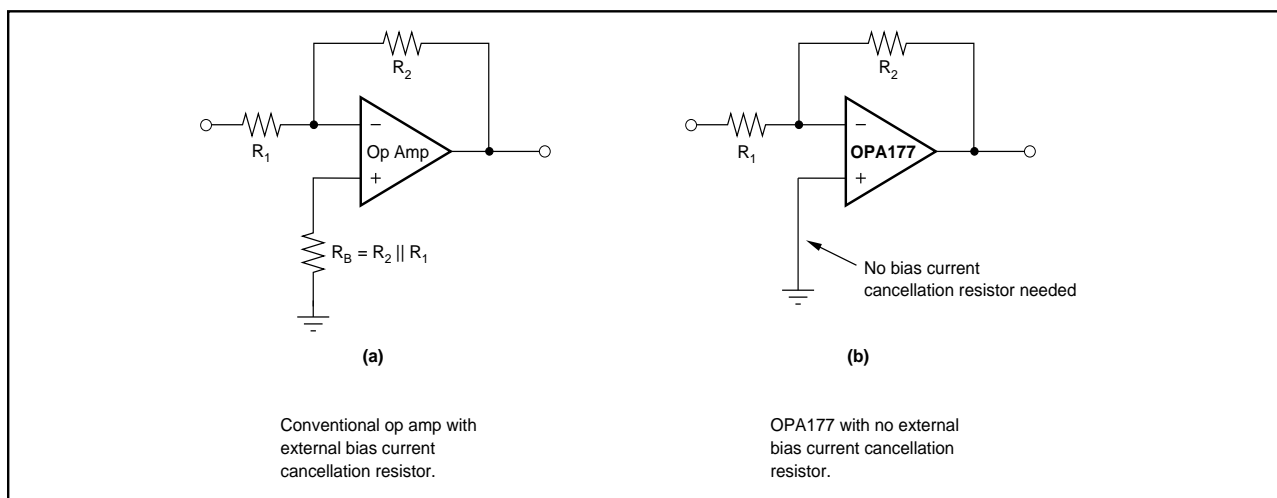 R2
R1
−
Op Amp
+
RB = R2 || R1
(a)
Conventional op amp with
external bias current
cancellation resistor.
R2
R1
−
OPA177
+
No bias current
cancellation resistor needed
(b)
OPA177 with no external
bias current cancellation
resistor.